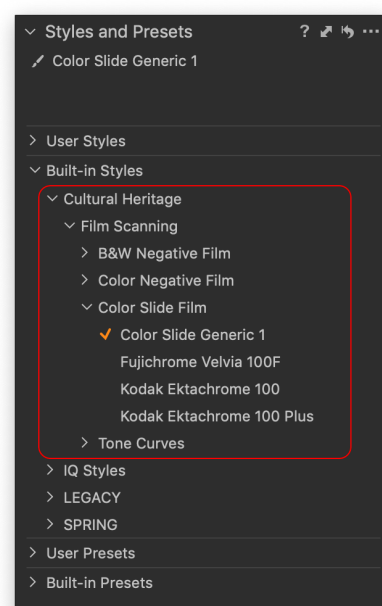 Styles and Presets ? ...
Color Slide Generic 1
User Styles
Built-in Styles
Cultural Heritage
Film Scanning
B&W Negative Film
Color Negative Film
Color Slide Film
Color Slide Generic 1
Fujichrome Velvia 100F
Kodak Ektachrome 100
Kodak Ektachrome 100 Plus
Tone Curves
IQ Styles
LEGACY
SPRING
User Presets
Built-in Presets